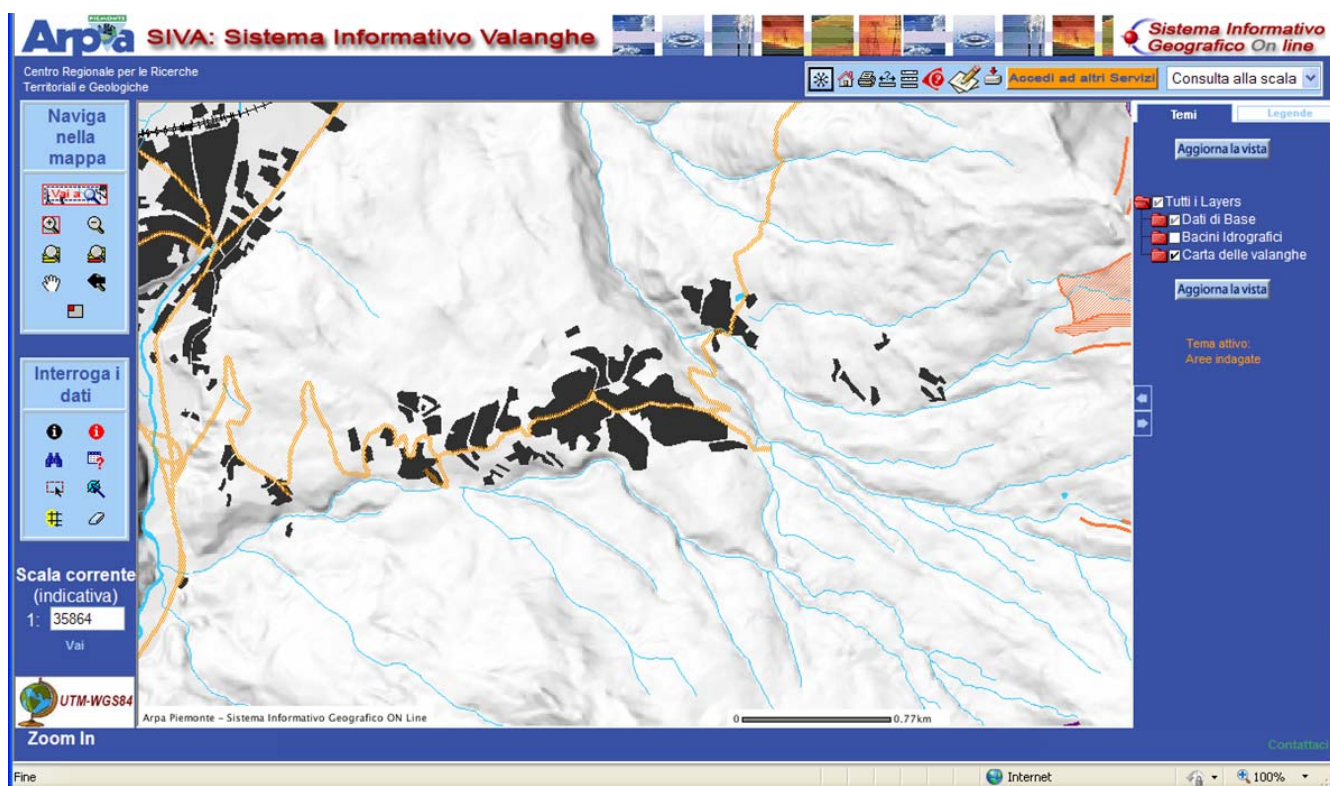 PIEMONTE
Arpa
SIVA: Sistema Informativo Valanghe
Sistema Informativo
Geografico On line
Centro Regionale per le Ricerche
Territoriali e Geologiche
Accedi ad altri Servizi
Consulta alla scala
Naviga
nella
mappa
Vai a
Interroga i
dati
Scala corrente
(indicativa)
1: 35864
Vai
UTM-WGS84
Zoom In
Arpa Piemonte - Sistema Informativo Geografico ON Line
0 0.77km
Temi
Legende
Aggiorna la vista
Tutti i Layers
Dati di Base
Bacini Idrografici
Carta delle valanghe
Aggiorna la vista
Tema attivo:
Aree indagate
Contattaci
Fine
Internet
100%